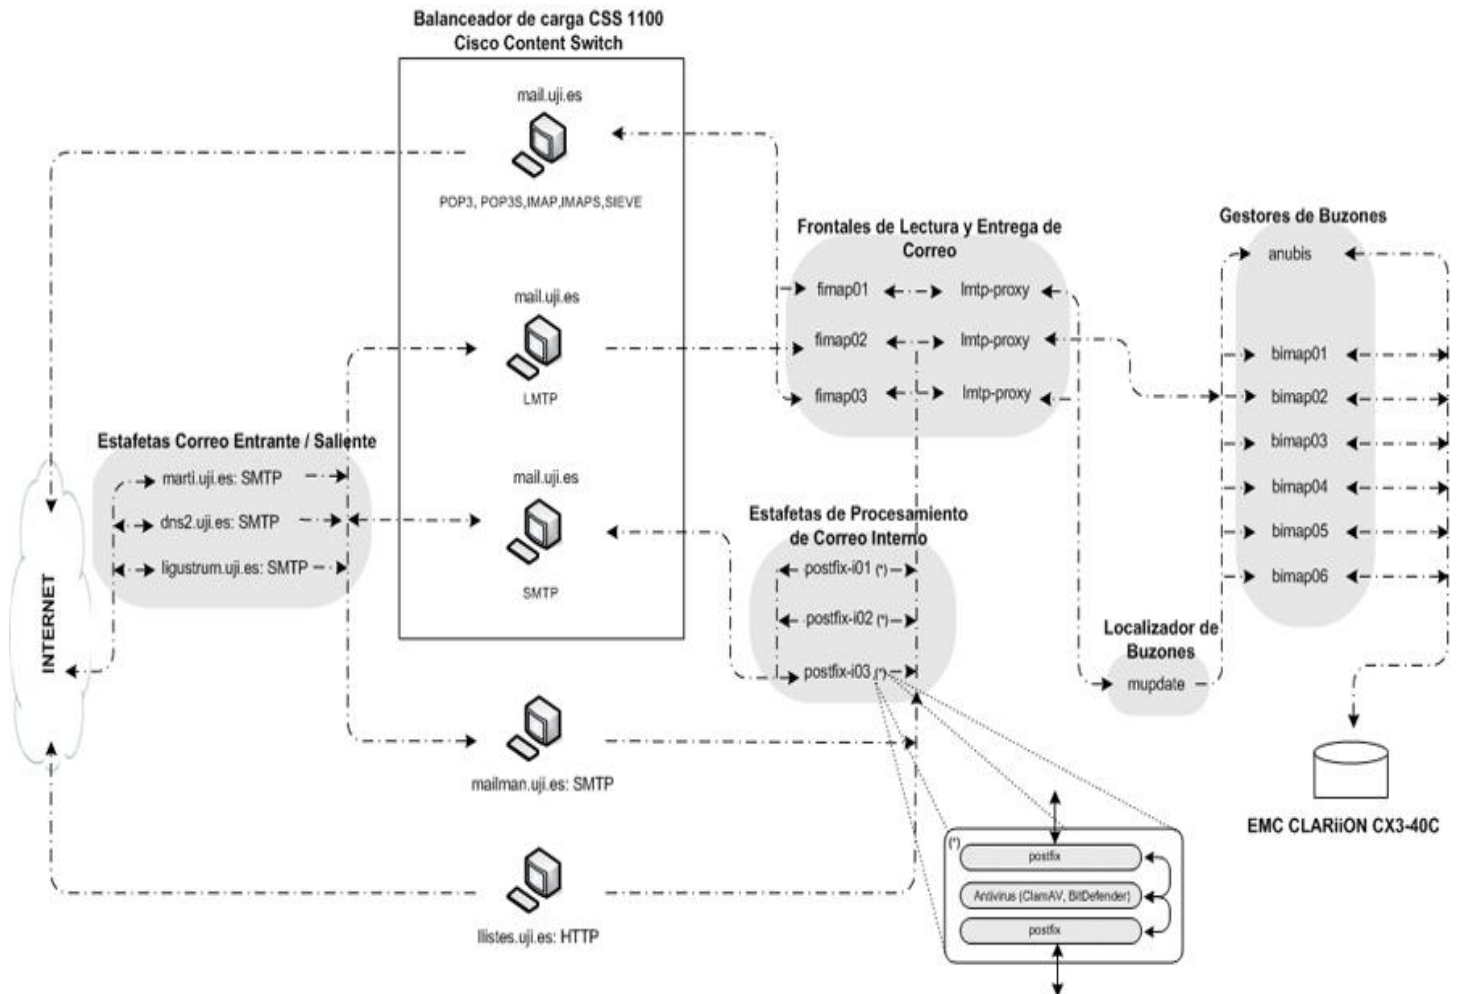 Balanceador de carga CSS 1100
Cisco Content Switch
mail.uji.es
POP3, POP3S,IMAP,IMAPS,SIEVE
mail.uji.es
LMTP
mail.uji.es
SMTP
Estafetas Correo Entrante / Saliente
marti.uji.es: SMTP
dns2.uji.es: SMTP
ligustrum.uji.es: SMTP
INTERNET
mailman.uji.es: SMTP
llistes.uji.es: HTTP
Frontales de Lectura y Entrega de
Correo
fimap01 lmtp-proxy
fimap02 lmtp-proxy
fimap03 lmtp-proxy
Estafetas de Procesamiento
de Correo Interno
postfix-i01 (*)
postfix-i02 (*)
postfix-i03 (*)
Localizador de
Buzones
mupdate
Gestores de Buzones
anubis
bimap01
bimap02
bimap03
bimap04
bimap05
bimap06
EMC CLARiiON CX3-40C
(*)
postfix
Antivirus (ClamAV, BitDefender)
postfix